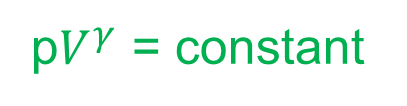 p𝑉^𝛾 = constant